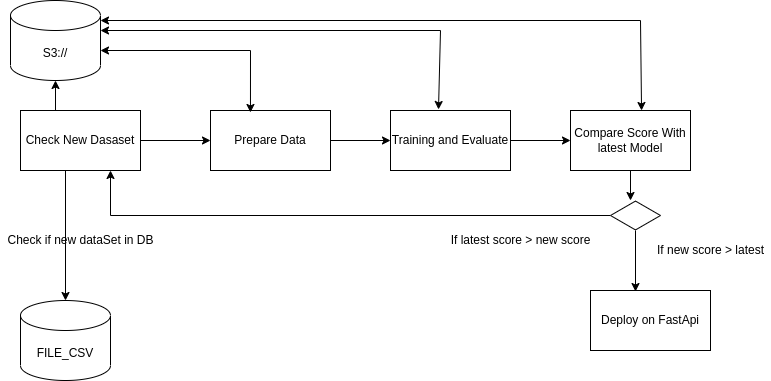 S3://
Check New Dasaset
Prepare Data
Training and Evaluate
Compare Score With
latest Model
Check if new dataSet in DB
If latest score > new score
If new score > latest
Deploy on FastApi
FILE_CSV